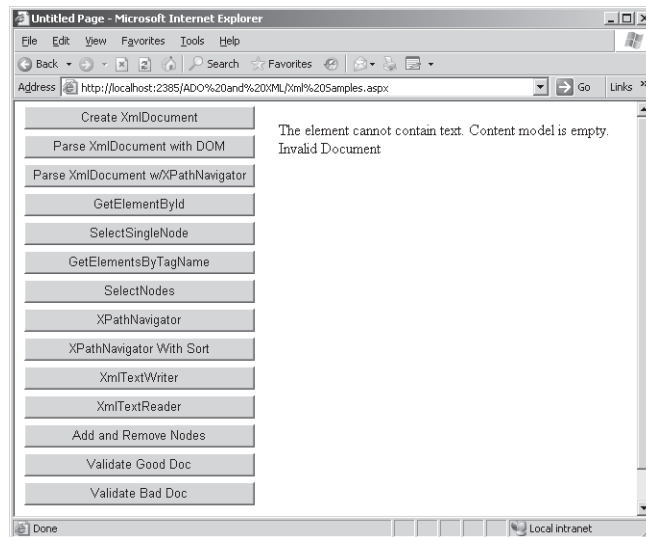 Untitled Page - Microsoft Internet Explorer
File Edit View Favorites Tools Help
Back Search Favorites
Address http://localhost:2385/ADO%20and%20XML/Xml%20Samples.aspx Go Links »
Create XmlDocument
Parse XmlDocument with DOM
Parse XmlDocument w/XPathNavigator
GetElementById
SelectSingleNode
GetElementsByTagName
SelectNodes
XPathNavigator
XPathNavigator With Sort
XmlTextWriter
XmlTextReader
Add and Remove Nodes
Validate Good Doc
Validate Bad Doc
The element cannot contain text. Content model is empty.
Invalid Document
Done Local intranet